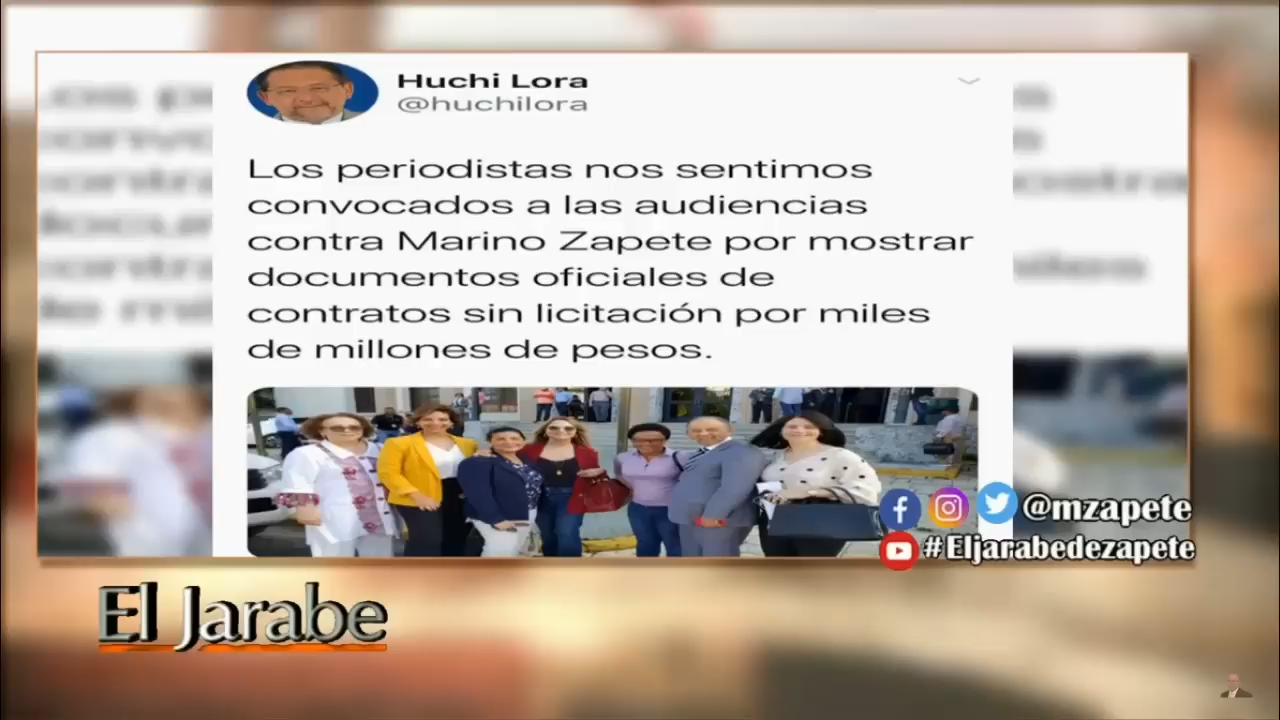 Huchi Lora
@huchilora
Los periodistas nos sentimos
convocados a las audiencias
contra Marino Zapete por mostrar
documentos oficiales de
contratos sin licitación por miles
de millones de pesos.
@mzapete
#Eljarabedezapete
El Jarabe